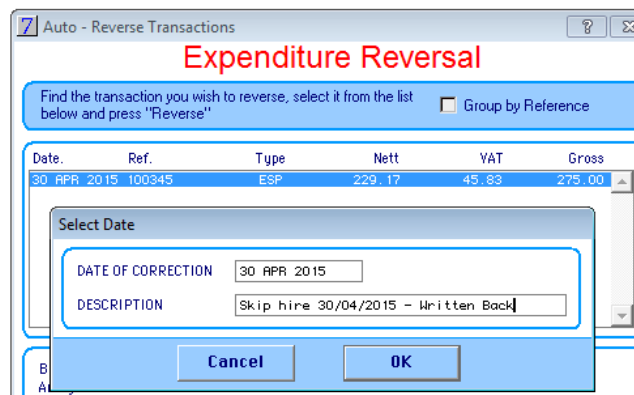 7 Auto - Reverse Transactions ?
Expenditure Reversal
Find the transaction you wish to reverse, select it from the list
below and press "Reverse"
Group by Reference
Date. Ref. Type Nett VAT Gross
30 APR 2015 100345 ESP 229.17 45.83 275.00
Select Date
DATE OF CORRECTION 30 APR 2015
DESCRIPTION Skip hire 30/04/2015 - Written Back
Cancel OK